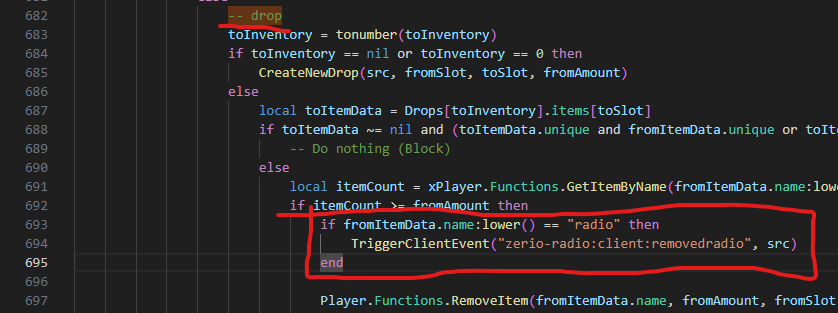 682 -- drop
683 toInventory = tonumber(toInventory)
684 if toInventory == nil or toInventory == 0 then
685 CreateNewDrop(src, fromSlot, toSlot, fromAmount)
686 else
687 local toItemData = Drops[toInventory].items[toSlot]
688 if toItemData ~= nil and (toItemData.unique and fromItemData.unique or toIte
689 -- Do nothing (Block)
690 else
691 local itemCount = xPlayer.Functions.GetItemByName(fromItemData.name:lowe
692 if itemCount >= fromAmount then
693 if fromItemData.name:lower() == "radio" then
694 TriggerClientEvent("zerio-radio:client:removedradio", src)
695 end
696
697 Player.Functions.RemoveItem(fromItemData.name, fromAmount, fromSlot